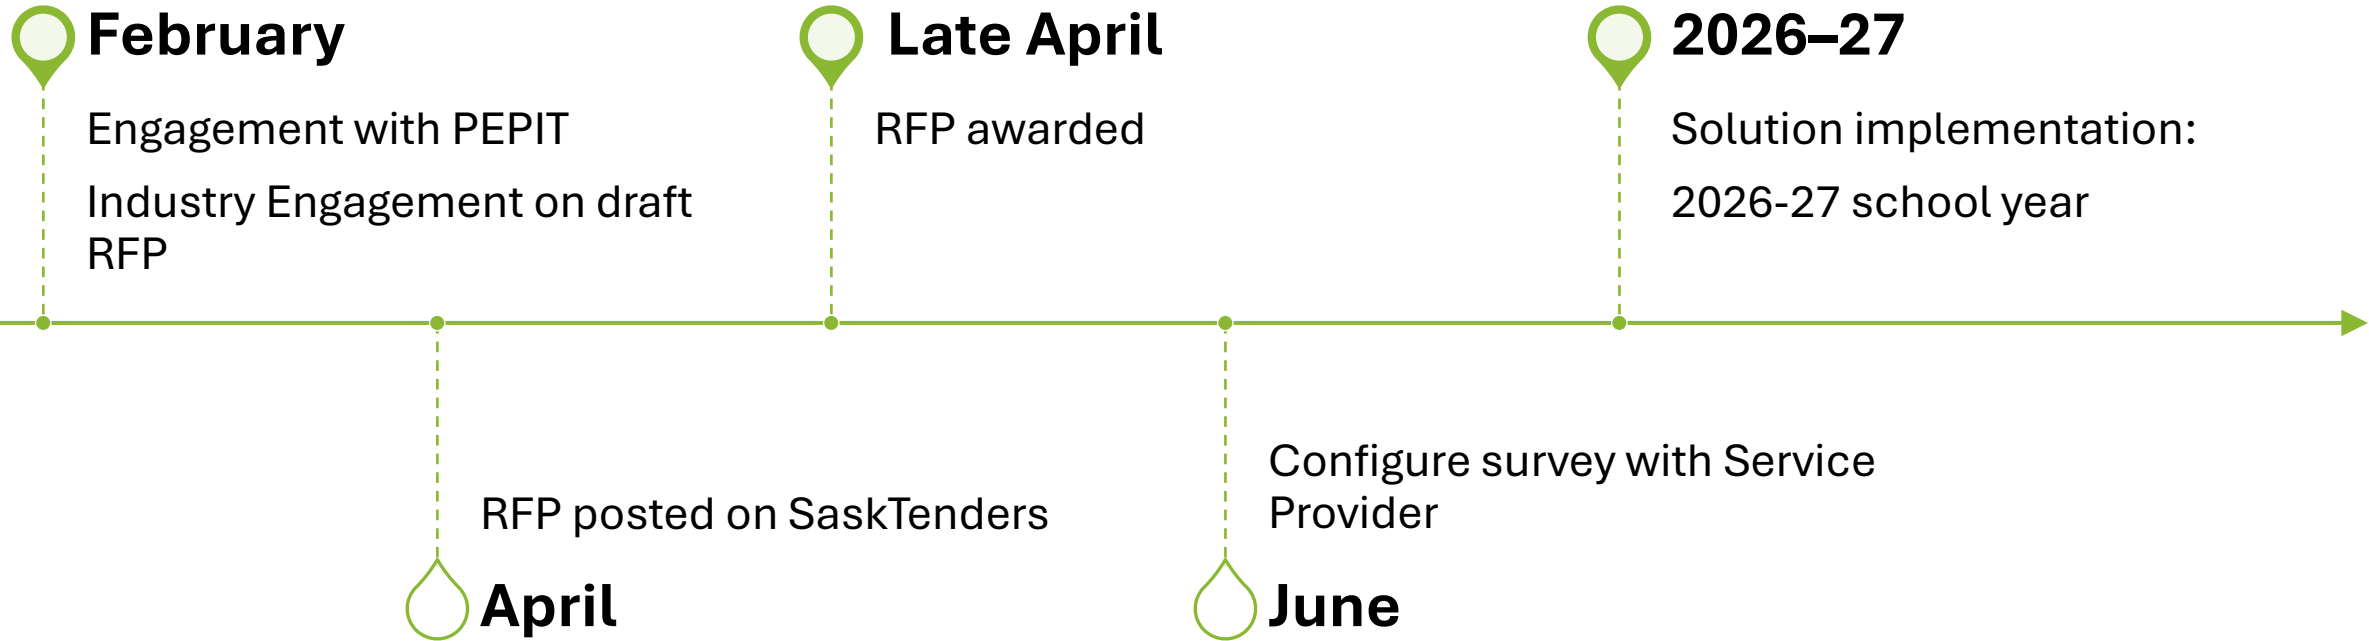 February
Engagement with PEPIT
Industry Engagement on draft
RFP
RFP posted on SaskTenders
April
Late April
RFP awarded
Configure survey with Service
Provider
June
2026–27
Solution implementation:
2026-27 school year